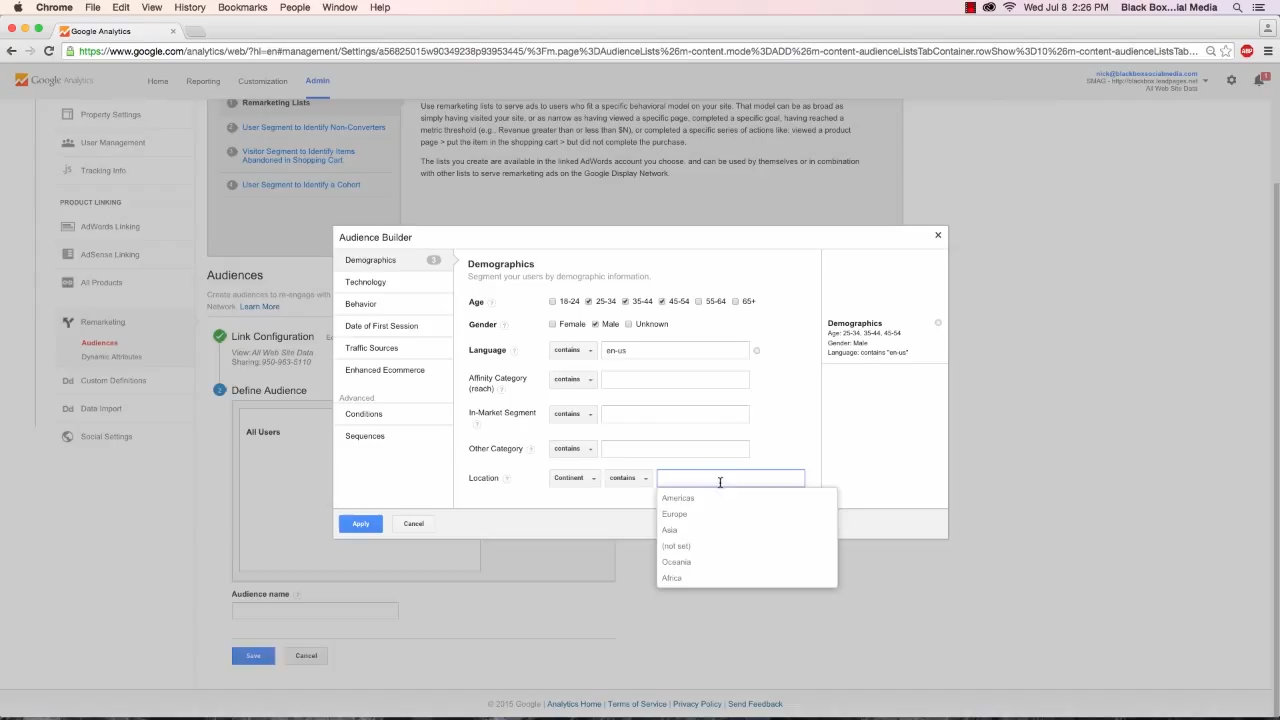 Chrome File Edit View History Bookmarks People Window Help Wed Jul 8 2:26 PM Black Box...ial Media
Google Analytics
https://www.google.com/analytics/web/?hl=en#management/Settings/a56825015w90349238p93953445/%3Fm.page%3DAudienceLists%26m-content.mode%3DADD%26m-content-audienceListsTabContainer.rowShow%3D10%26m-content-audienceListsTab...
Google Analytics Home Reporting Customization Admin
nick@blackboxsocialmedia.com
SMAG - http://blackbox.leadpages.net
All Web Site Data
1
Property Settings
User Management
Tracking Info
PRODUCT LINKING
AdWords Linking
AdSense Linking
All Products
Remarketing
Audiences
Dynamic Attributes
Custom Definitions
Data Import
Social Settings
1 Remarketing Lists
2 User Segment to Identify Non-Converters
3 Visitor Segment to Identify Items
Abandoned in Shopping Cart
4 User Segment to Identify a Cohort
Use remarketing lists to serve ads to users who fit a specific behavioral model on your site. That model can be as broad as
simply having visited your site, or as narrow as having viewed a specific page, completed a specific goal, having reached a
metric threshold (e.g., Revenue greater than or less than $N), or completed a specific series of actions like: viewed a product
page > put the item in the shopping cart > but did not complete the purchase.
The lists you create are available in the linked AdWords account you choose, and can be used by themselves or in combination
with other lists to serve remarketing ads on the Google Display Network.
Audiences
Create audiences to re-engage with
Network. Learn More
Link Configuration
View: All Web Site Data
Sharing: 950-963-5110
2 Define Audience
All Users
Audience name ?
Save Cancel
Audience Builder
Demographics 3
Technology
Behavior
Date of First Session
Traffic Sources
Enhanced Ecommerce
Advanced
Conditions
Sequences
Demographics
Segment your users by demographic information.
Age ? 18-24 25-34 35-44 45-54 55-64 65+
Gender ? Female Male Unknown
Language ? contains en-us
Affinity Category
(reach) ? contains
In-Market Segment
? contains
Other Category ? contains
Location ? Continent contains
Americas
Europe
Asia
(not set)
Oceania
Africa
Apply Cancel
Demographics
Age: 25-34, 35-44, 45-54
Gender: Male
Language: contains "en-us"
© 2015 Google | Analytics Home | Terms of Service | Privacy Policy | Send Feedback